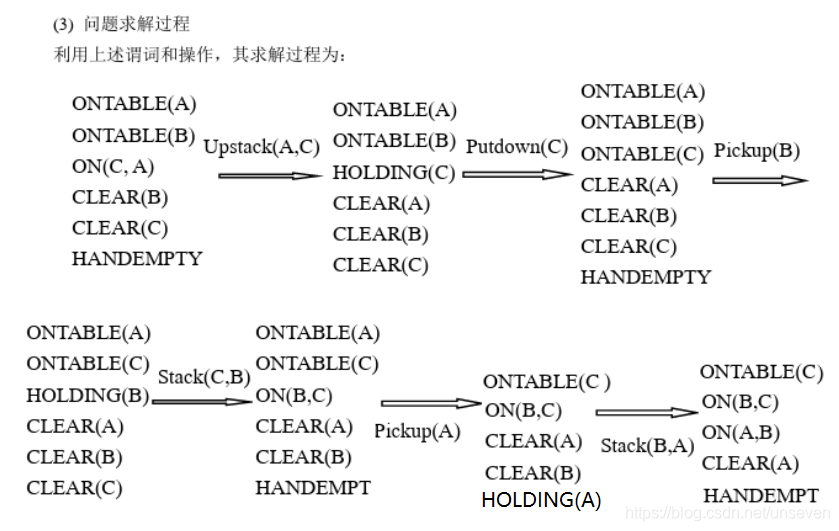 (3) 问题求解过程
利用上述谓词和操作，其求解过程为：
ONTABLE(A)
ONTABLE(B)
ON(C, A)
CLEAR(B)
CLEAR(C)
HANDEMPTY
Upstack(A,C)
ONTABLE(A)
ONTABLE(B)
HOLDING(C)
CLEAR(A)
CLEAR(B)
CLEAR(C)
Putdown(C)
ONTABLE(A)
ONTABLE(B)
ONTABLE(C)
CLEAR(A)
CLEAR(B)
CLEAR(C)
HANDEMPTY
Pickup(B)
ONTABLE(A)
ONTABLE(C)
HOLDING(B)
CLEAR(A)
CLEAR(B)
CLEAR(C)
Stack(C,B)
ONTABLE(A)
ONTABLE(C)
ON(B,C)
CLEAR(A)
CLEAR(B)
HANDEMPT
Pickup(A)
ONTABLE(C )
ON(B,C)
CLEAR(A)
CLEAR(B)
HOLDING(A)
Stack(B,A)
ONTABLE(C)
ON(B,C)
ON(A,B)
CLEAR(A)
HANDEMPT
https://blog.csdn.net/unseven